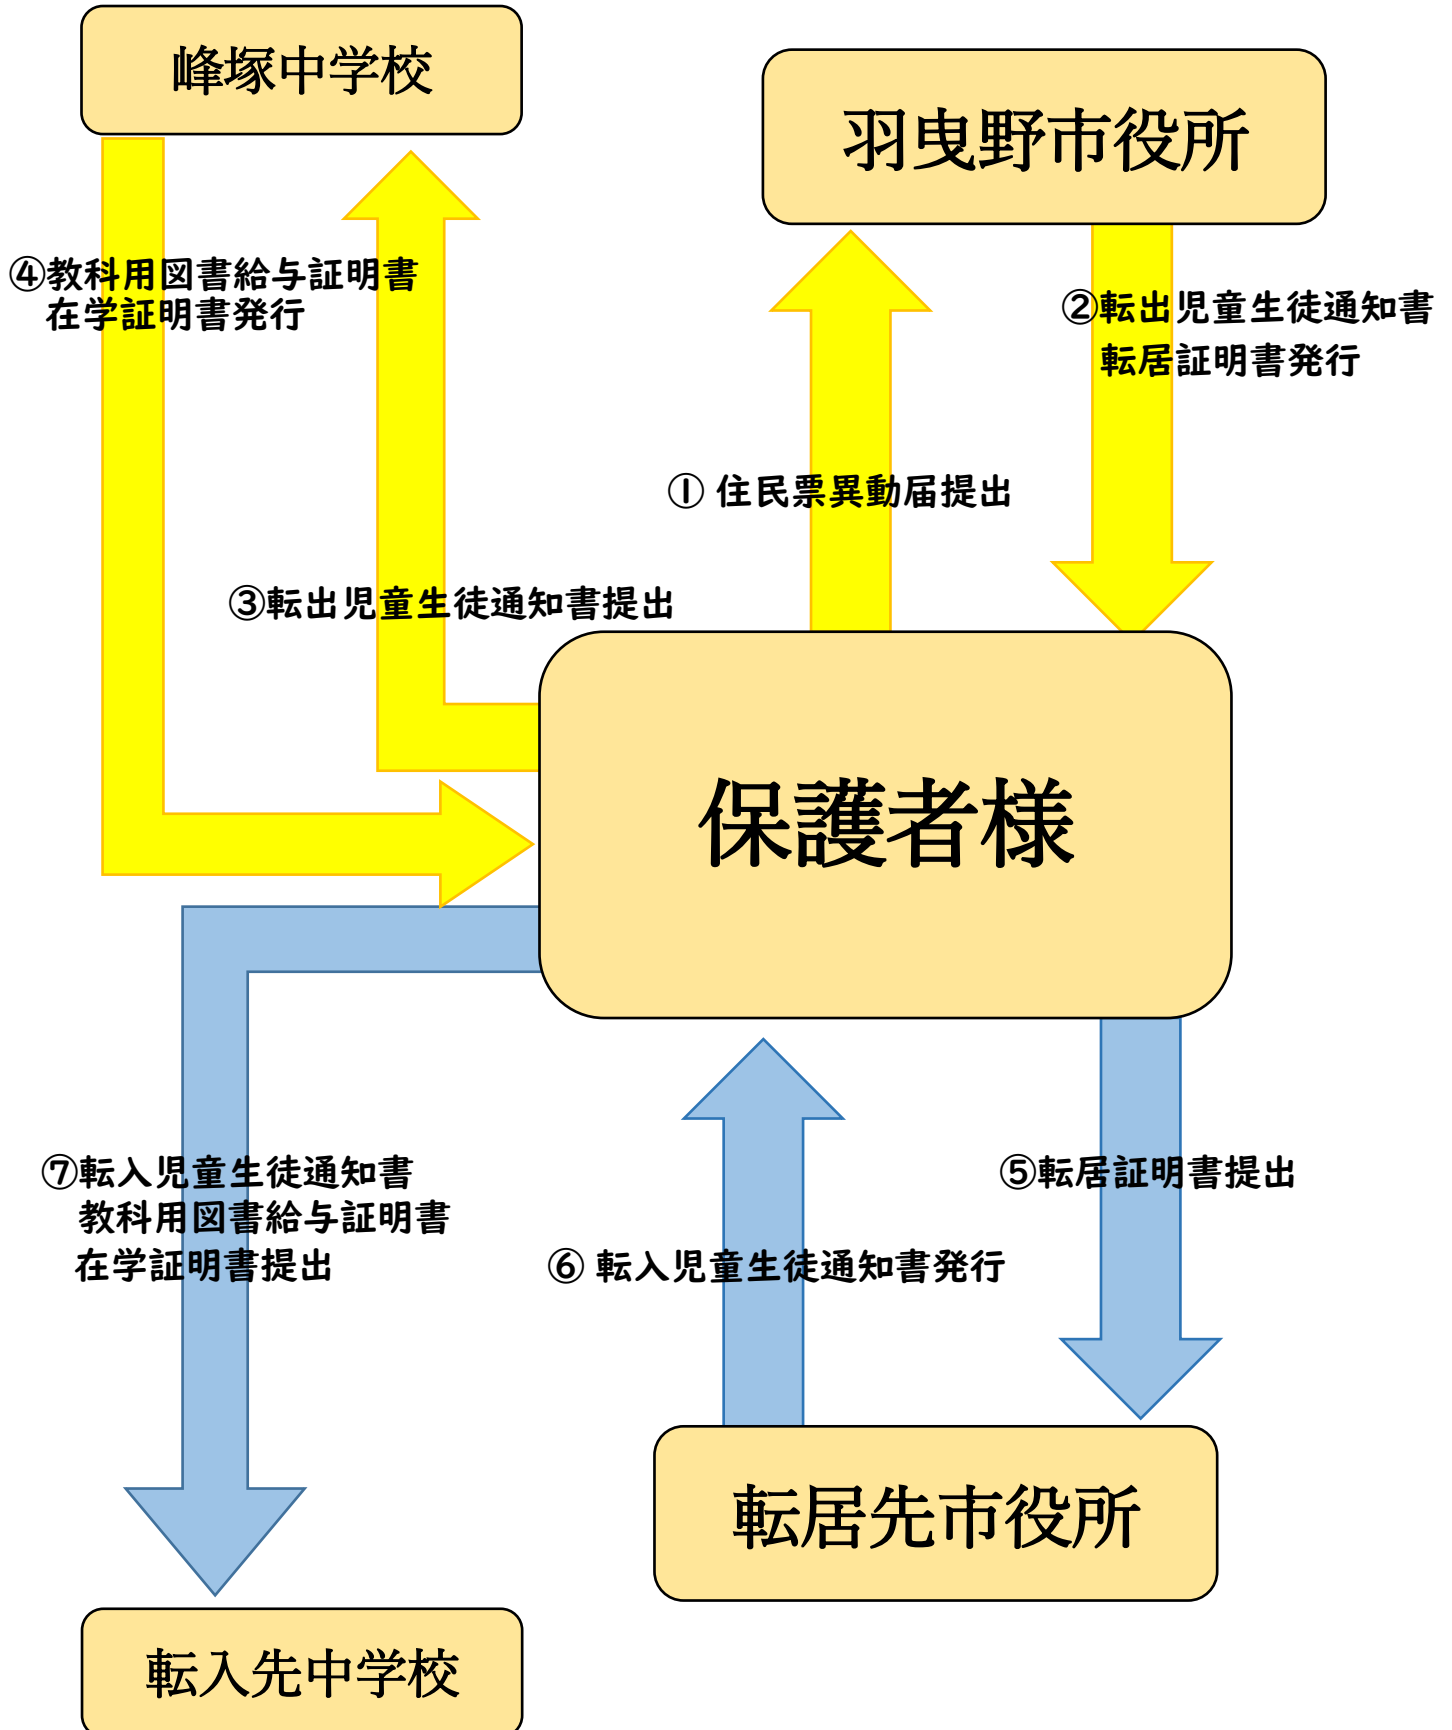 峰塚中学校
羽曳野市役所
④教科用図書給与証明書
在学証明書発行
②転出児童生徒通知書
転居証明書発行
① 住民票異動届提出
③転出児童生徒通知書提出
保護者様
⑦転入児童生徒通知書
教科用図書給与証明書
在学証明書提出
⑤転居証明書提出
⑥ 転入児童生徒通知書発行
転居先市役所
転入先中学校